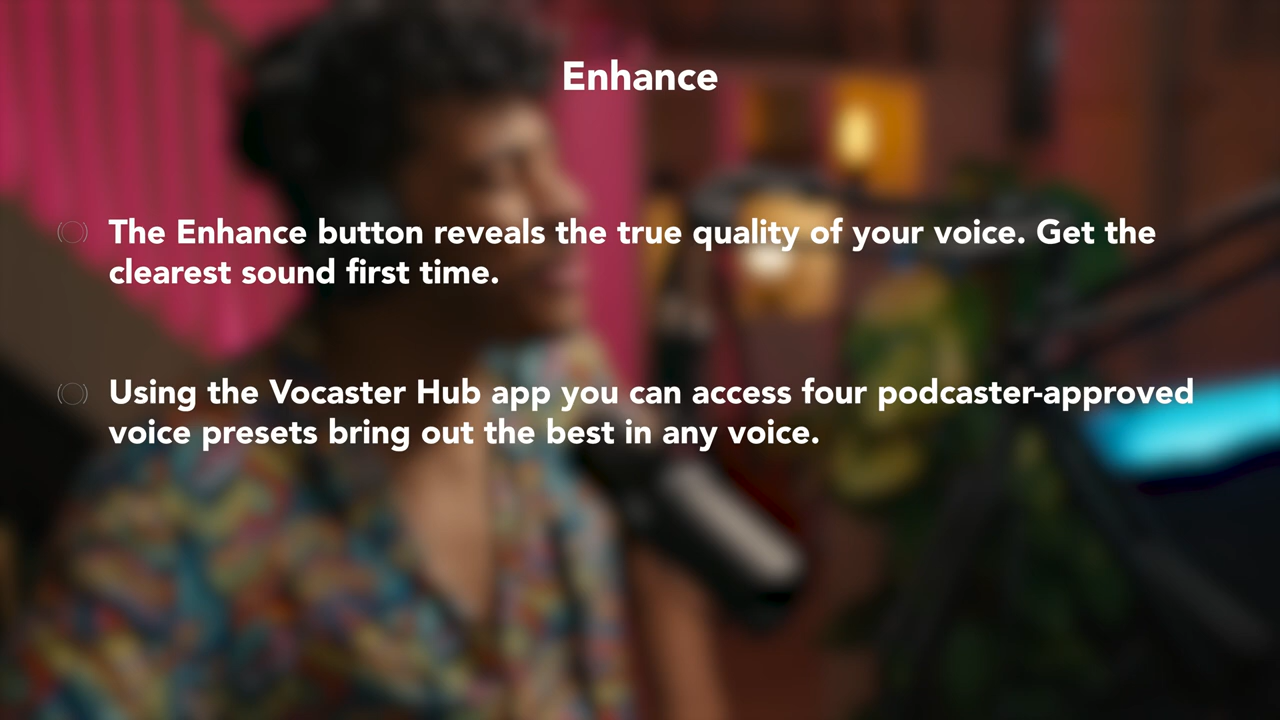 Enhance
The Enhance button reveals the true quality of your voice. Get the
clearest sound first time.
Using the Vocaster Hub app you can access four podcaster-approved
voice presets bring out the best in any voice.